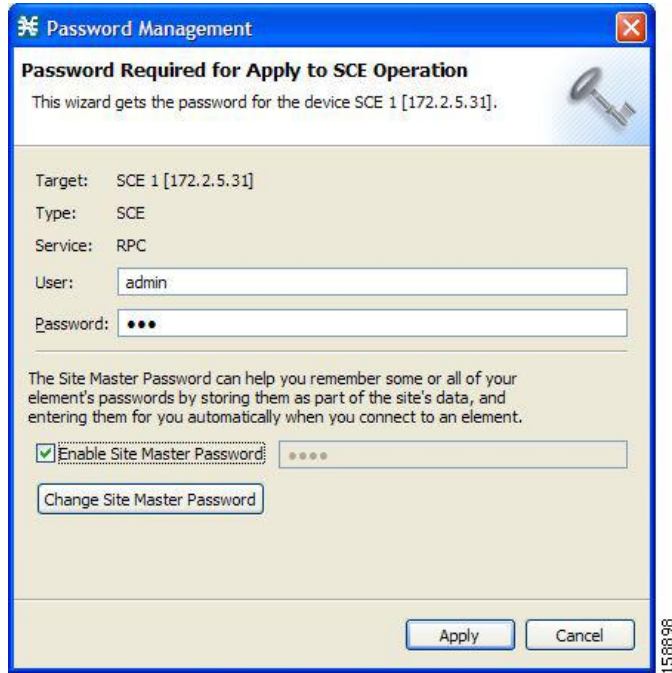 Password Management
Password Required for Apply to SCE Operation
This wizard gets the password for the device SCE 1 [172.2.5.31].
Target: SCE 1 [172.2.5.31]
Type: SCE
Service: RPC
User: admin
Password: •••
The Site Master Password can help you remember some or all of your
element's passwords by storing them as part of the site's data, and
entering them for you automatically when you connect to an element.
Enable Site Master Password ••••
Change Site Master Password
Apply Cancel
158898